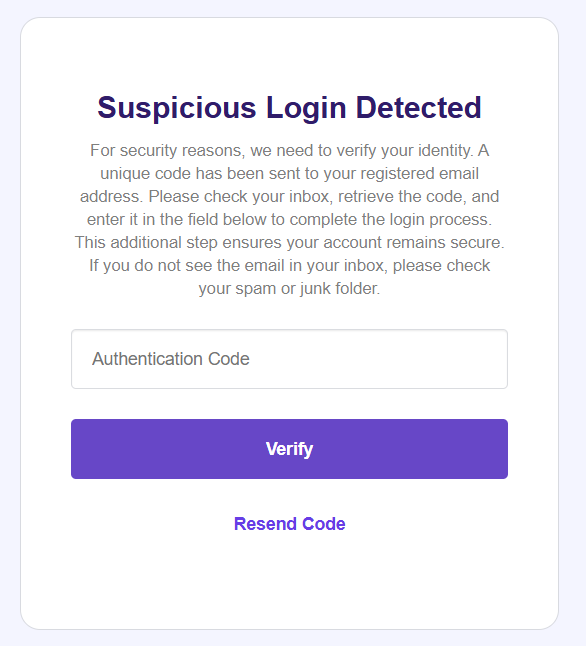 Suspicious Login Detected
For security reasons, we need to verify your identity. A
unique code has been sent to your registered email
address. Please check your inbox, retrieve the code, and
enter it in the field below to complete the login process.
This additional step ensures your account remains secure.
If you do not see the email in your inbox, please check
your spam or junk folder.
Authentication Code
Verify
Resend Code